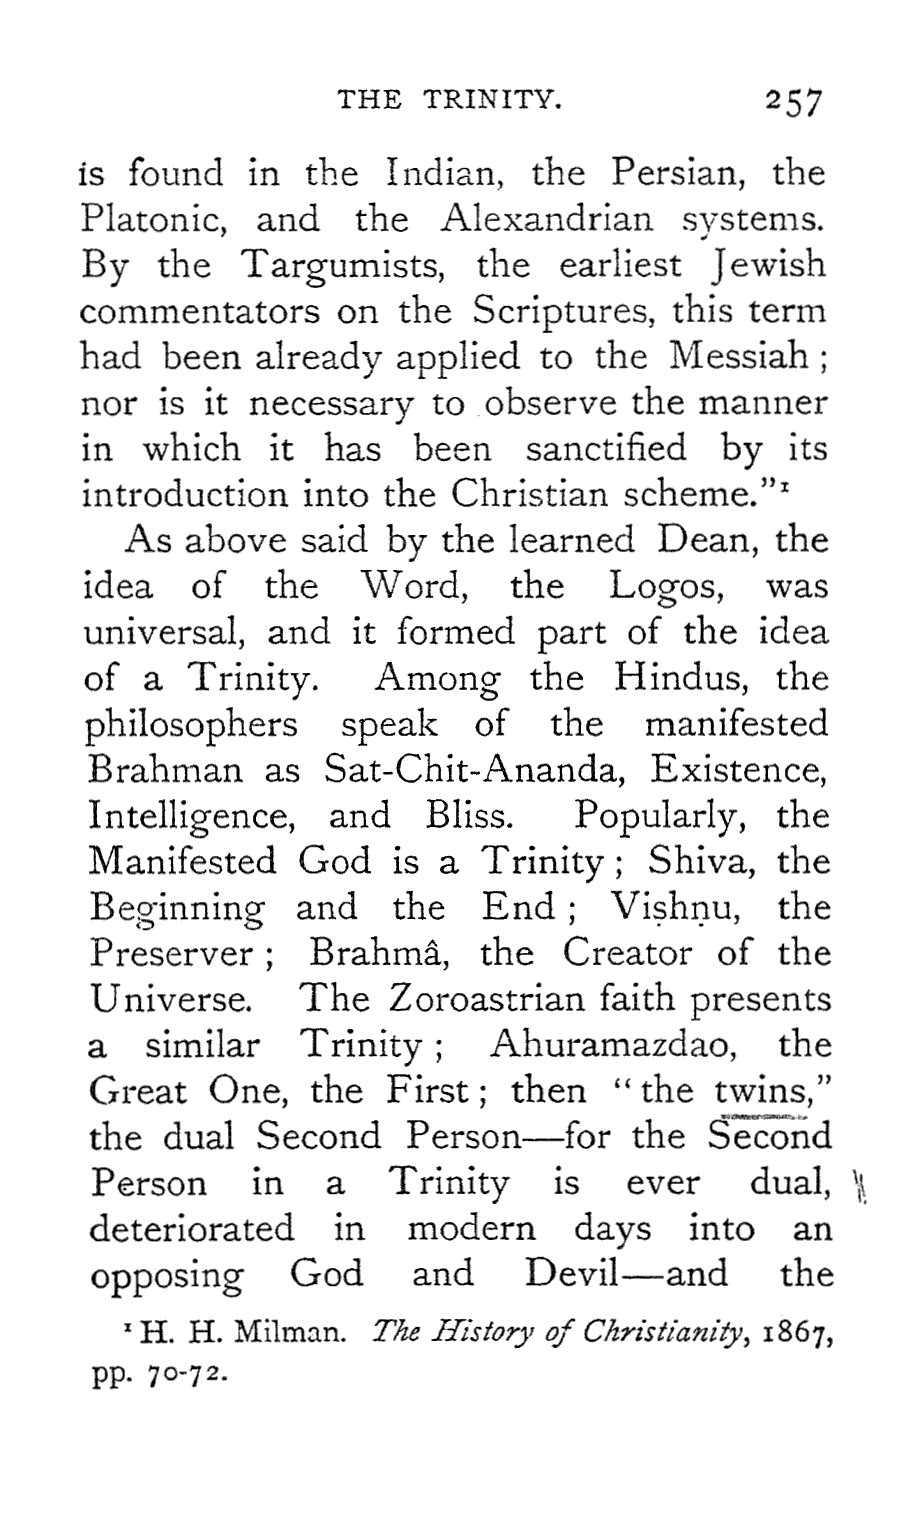 THE TRINITY. 257
is found in the Indian, the Persian, the
Platonic, and the Alexandrian systems.
By the Targumists, the earliest Jewish
commentators on the Scriptures, this term
had been already applied to the Messiah ;
nor is it necessary to observe the manner
in which it has been sanctified by its
introduction into the Christian scheme."¹
As above said by the learned Dean, the
idea of the Word, the Logos, was
universal, and it formed part of the idea
of a Trinity. Among the Hindus, the
philosophers speak of the manifested
Brahman as Sat-Chit-Ananda, Existence,
Intelligence, and Bliss. Popularly, the
Manifested God is a Trinity ; Shiva, the
Beginning and the End ; Viṣhṇu, the
Preserver ; Brahmâ, the Creator of the
Universe. The Zoroastrian faith presents
a similar Trinity ; Ahuramazdao, the
Great One, the First ; then "the twins,"
the dual Second Person—for the Second
Person in a Trinity is ever dual,
deteriorated in modern days into an
opposing God and Devil—and the
¹ H. H. Milman. The History of Christianity, 1867,
pp. 70-72.